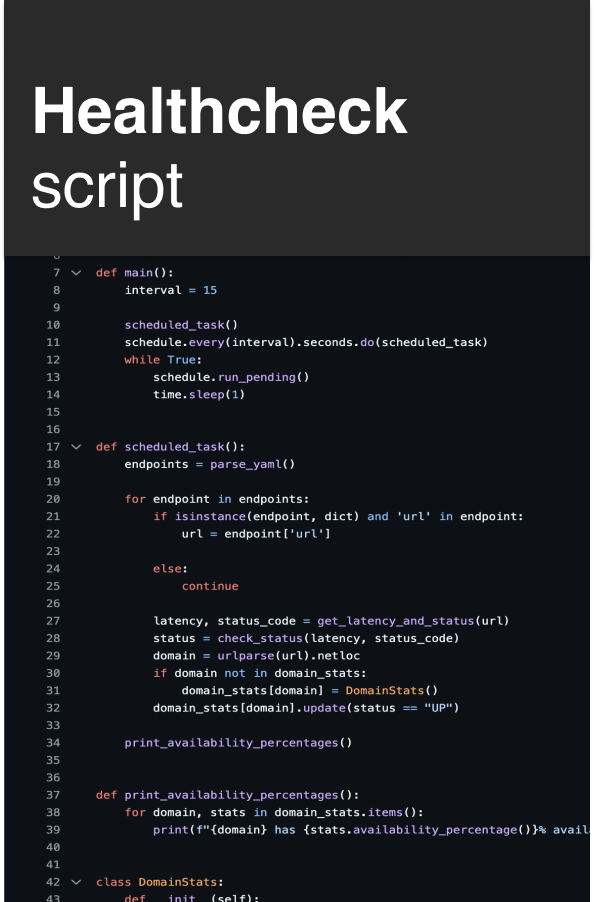 Healthcheck
script
6
7 def main():
8 interval = 15
9
10 scheduled_task()
11 schedule.every(interval).seconds.do(scheduled_task)
12 while True:
13 schedule.run_pending()
14 time.sleep(1)
15
16
17 def scheduled_task():
18 endpoints = parse_yaml()
19
20 for endpoint in endpoints:
21 if isinstance(endpoint, dict) and 'url' in endpoint:
22 url = endpoint['url']
23
24 else:
25 continue
26
27 latency, status_code = get_latency_and_status(url)
28 status = check_status(latency, status_code)
29 domain = urlparse(url).netloc
30 if domain not in domain_stats:
31 domain_stats[domain] = DomainStats()
32 domain_stats[domain].update(status == "UP")
33
34 print_availability_percentages()
35
36
37 def print_availability_percentages():
38 for domain, stats in domain_stats.items():
39 print(f"{domain} has {stats.availability_percentage()}% avail
40
41
42 class DomainStats:
43 def __init__(self):